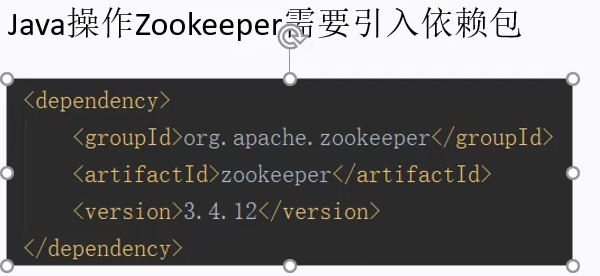 Java操作Zookeeper需要引入依赖包
<dependency>
<groupId>org.apache.zookeeper</groupId>
<artifactId>zookeeper</artifactId>
<version>3.4.12</version>
</dependency>